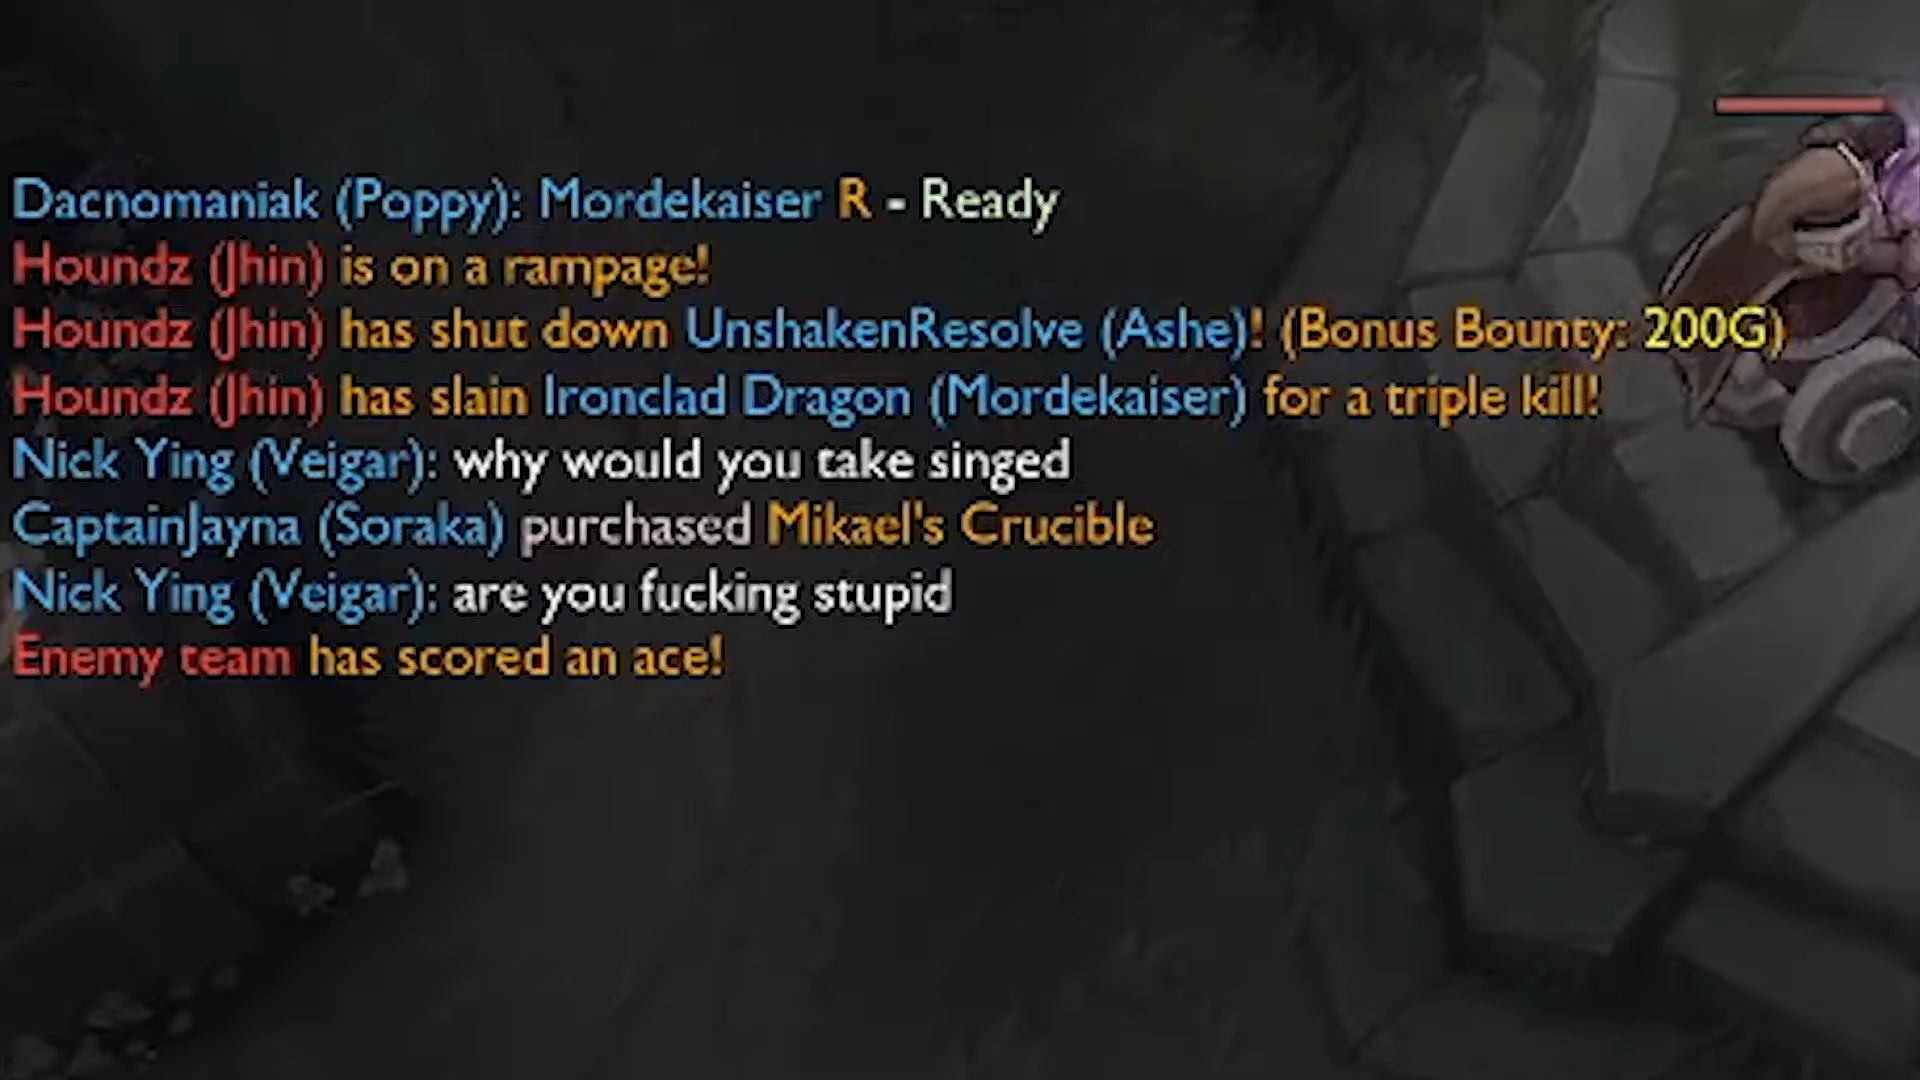 Dacnomaniak (Poppy): Mordekaiser R - Ready
Houndz (Jhin) is on a rampage!
Houndz (Jhin) has shut down UnshakenResolve (Ashe)! (Bonus Bounty: 200G)
Houndz (Jhin) has slain Ironclad Dragon (Mordekaiser) for a triple kill!
Nick Ying (Veigar): why would you take singed
CaptainJayna (Soraka) purchased Mikael's Crucible
Nick Ying (Veigar): are you fucking stupid
Enemy team has scored an ace!